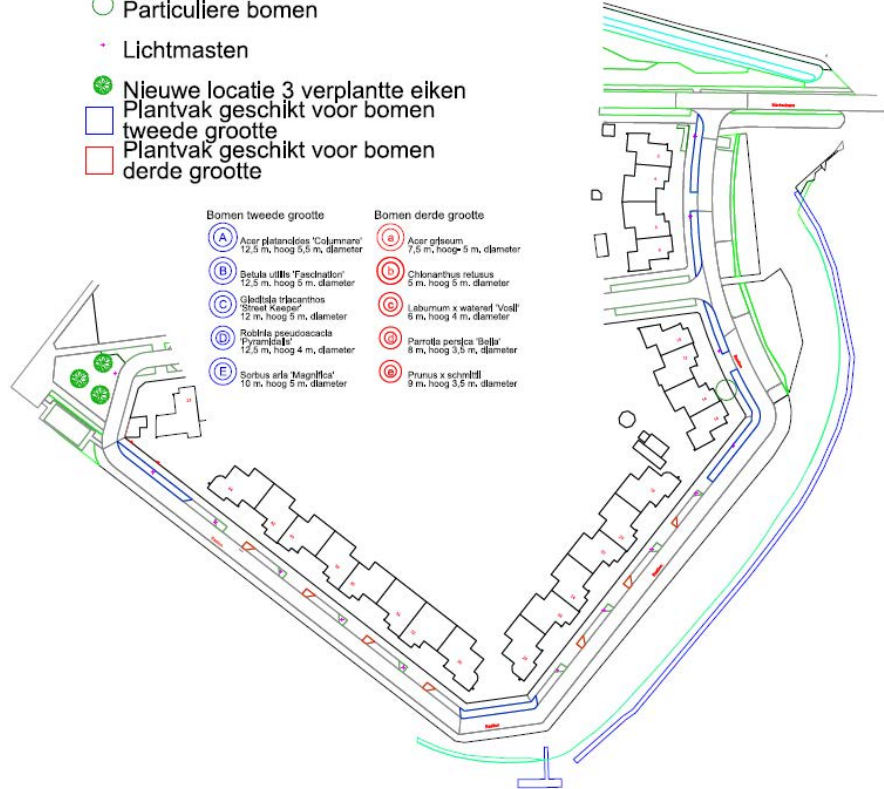 Particuliere bomen
Lichtmasten
Nieuwe locatie 3 verplantte eiken
Plantvak geschikt voor bomen
tweede grootte
Plantvak geschikt voor bomen
derde grootte
Bomen tweede grootte
A Acer platanoides 'Columnare'
12,5 m. hoog 5,5 m. diameter
B Betula utilis 'Fascination'
12,5 m. hoog 5 m. diameter
C Gleditsia triacanthos
'Street Keeper'
12 m. hoog 5 m. diameter
D Robinia pseudoacacia
'Pyramidalis'
12,5 m. hoog 4 m. diameter
E Sorbus aria 'Magnifica'
10 m. hoog 5 m. diameter
Bomen derde grootte
a Acer griseum
7,5 m. hoog- 5 m. diameter
b Chionanthus retusus
5 m. hoog 5 m. diameter
c Laburnum x watereri 'Vosii'
6 m. hoog 4 m. diameter
d Parrotia persica 'Bella'
8 m. hoog 3,5 m. diameter
e Prunus x schmittii
9 m. hoog 3,5 m. diameter